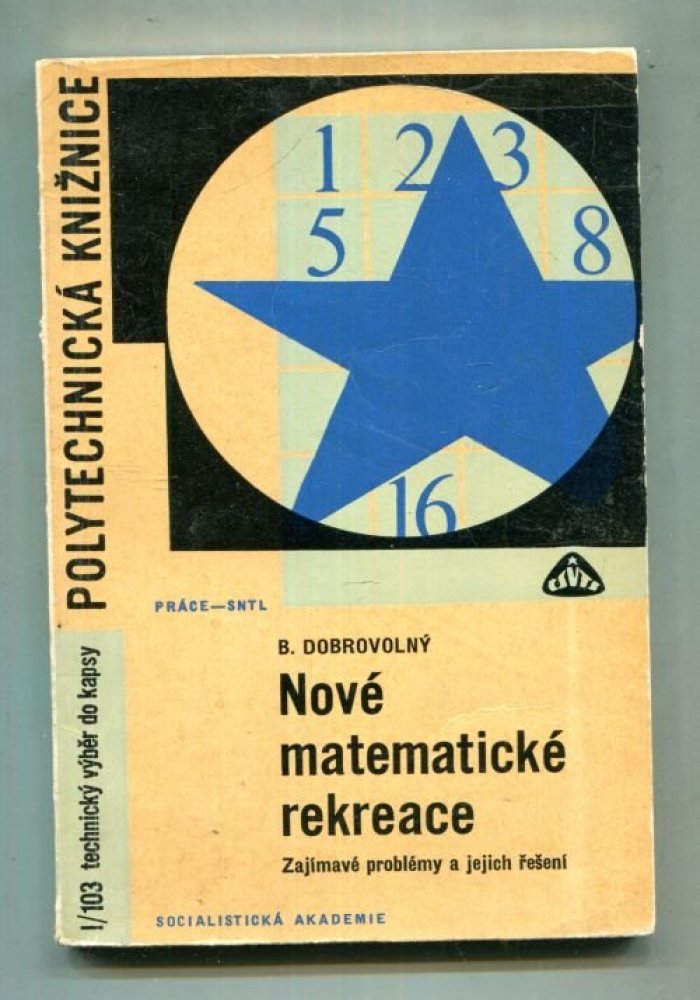 POLYTECHNICKÁ KNIŽNICE
I/103 technický výběr do kapsy
1 2 3
5 8
16
ČSVTS
PRÁCE—SNTL
B. DOBROVOLNÝ
Nové
matematické
rekreace
Zajímavé problémy a jejich řešení
SOCIALISTICKÁ AKADEMIE